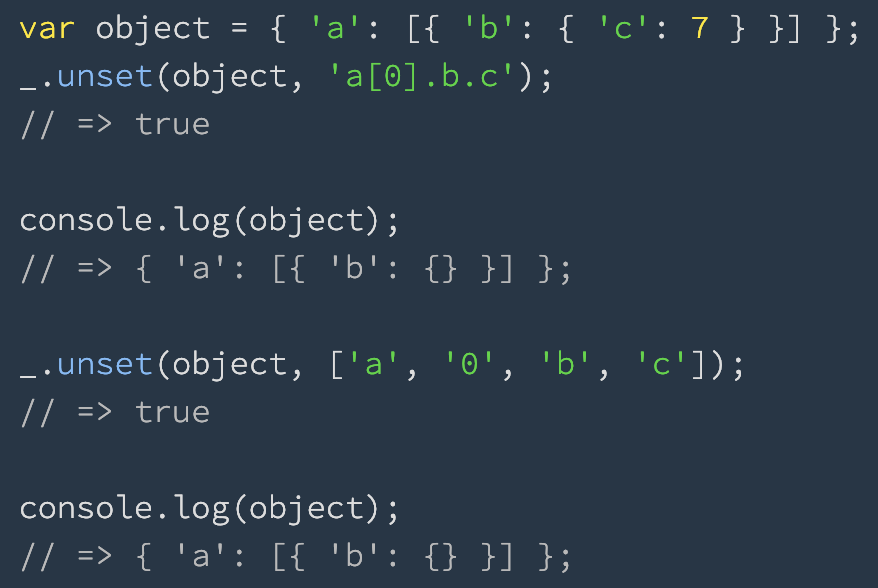 var object = { 'a': [{ 'b': { 'c': 7 } }] };
_.unset(object, 'a[0].b.c');
// => true
console.log(object);
// => { 'a': [{ 'b': {} }] };
_.unset(object, ['a', '0', 'b', 'c']);
// => true
console.log(object);
// => { 'a': [{ 'b': {} }] };